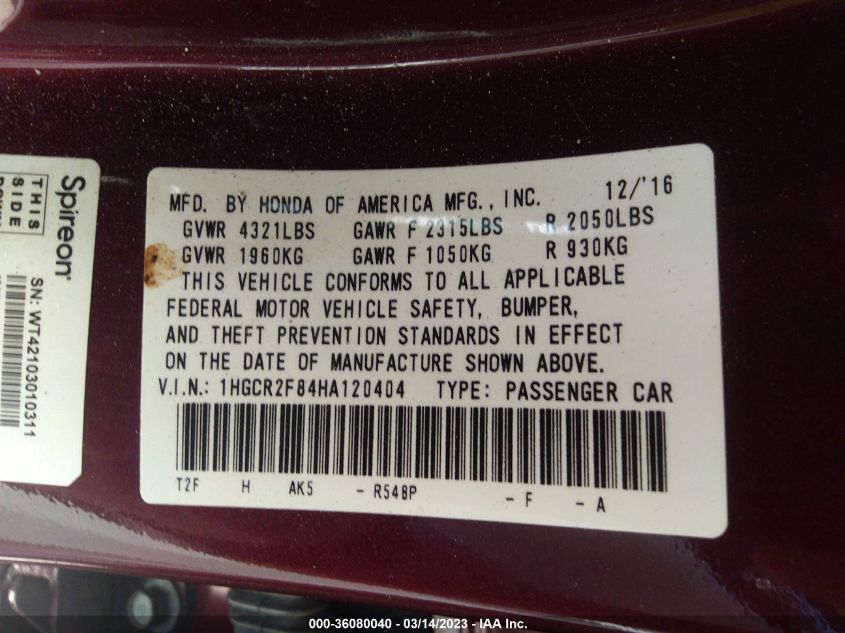 Spireon
THIS
SIDE
SN: WT42103010311
MFD. BY HONDA OF AMERICA MFG., INC. 12/'16
GVWR 4321LBS GAWR F 2315LBS R 2050LBS
GVWR 1960KG GAWR F 1050KG R 930KG
THIS VEHICLE CONFORMS TO ALL APPLICABLE
FEDERAL MOTOR VEHICLE SAFETY, BUMPER,
AND THEFT PREVENTION STANDARDS IN EFFECT
ON THE DATE OF MANUFACTURE SHOWN ABOVE.
V.I.N.: 1HGCR2F84HA120404 TYPE: PASSENGER CAR
T2F H AK5 - R548P - F - A
000-36080040 - 03/14/2023 - IAA Inc.